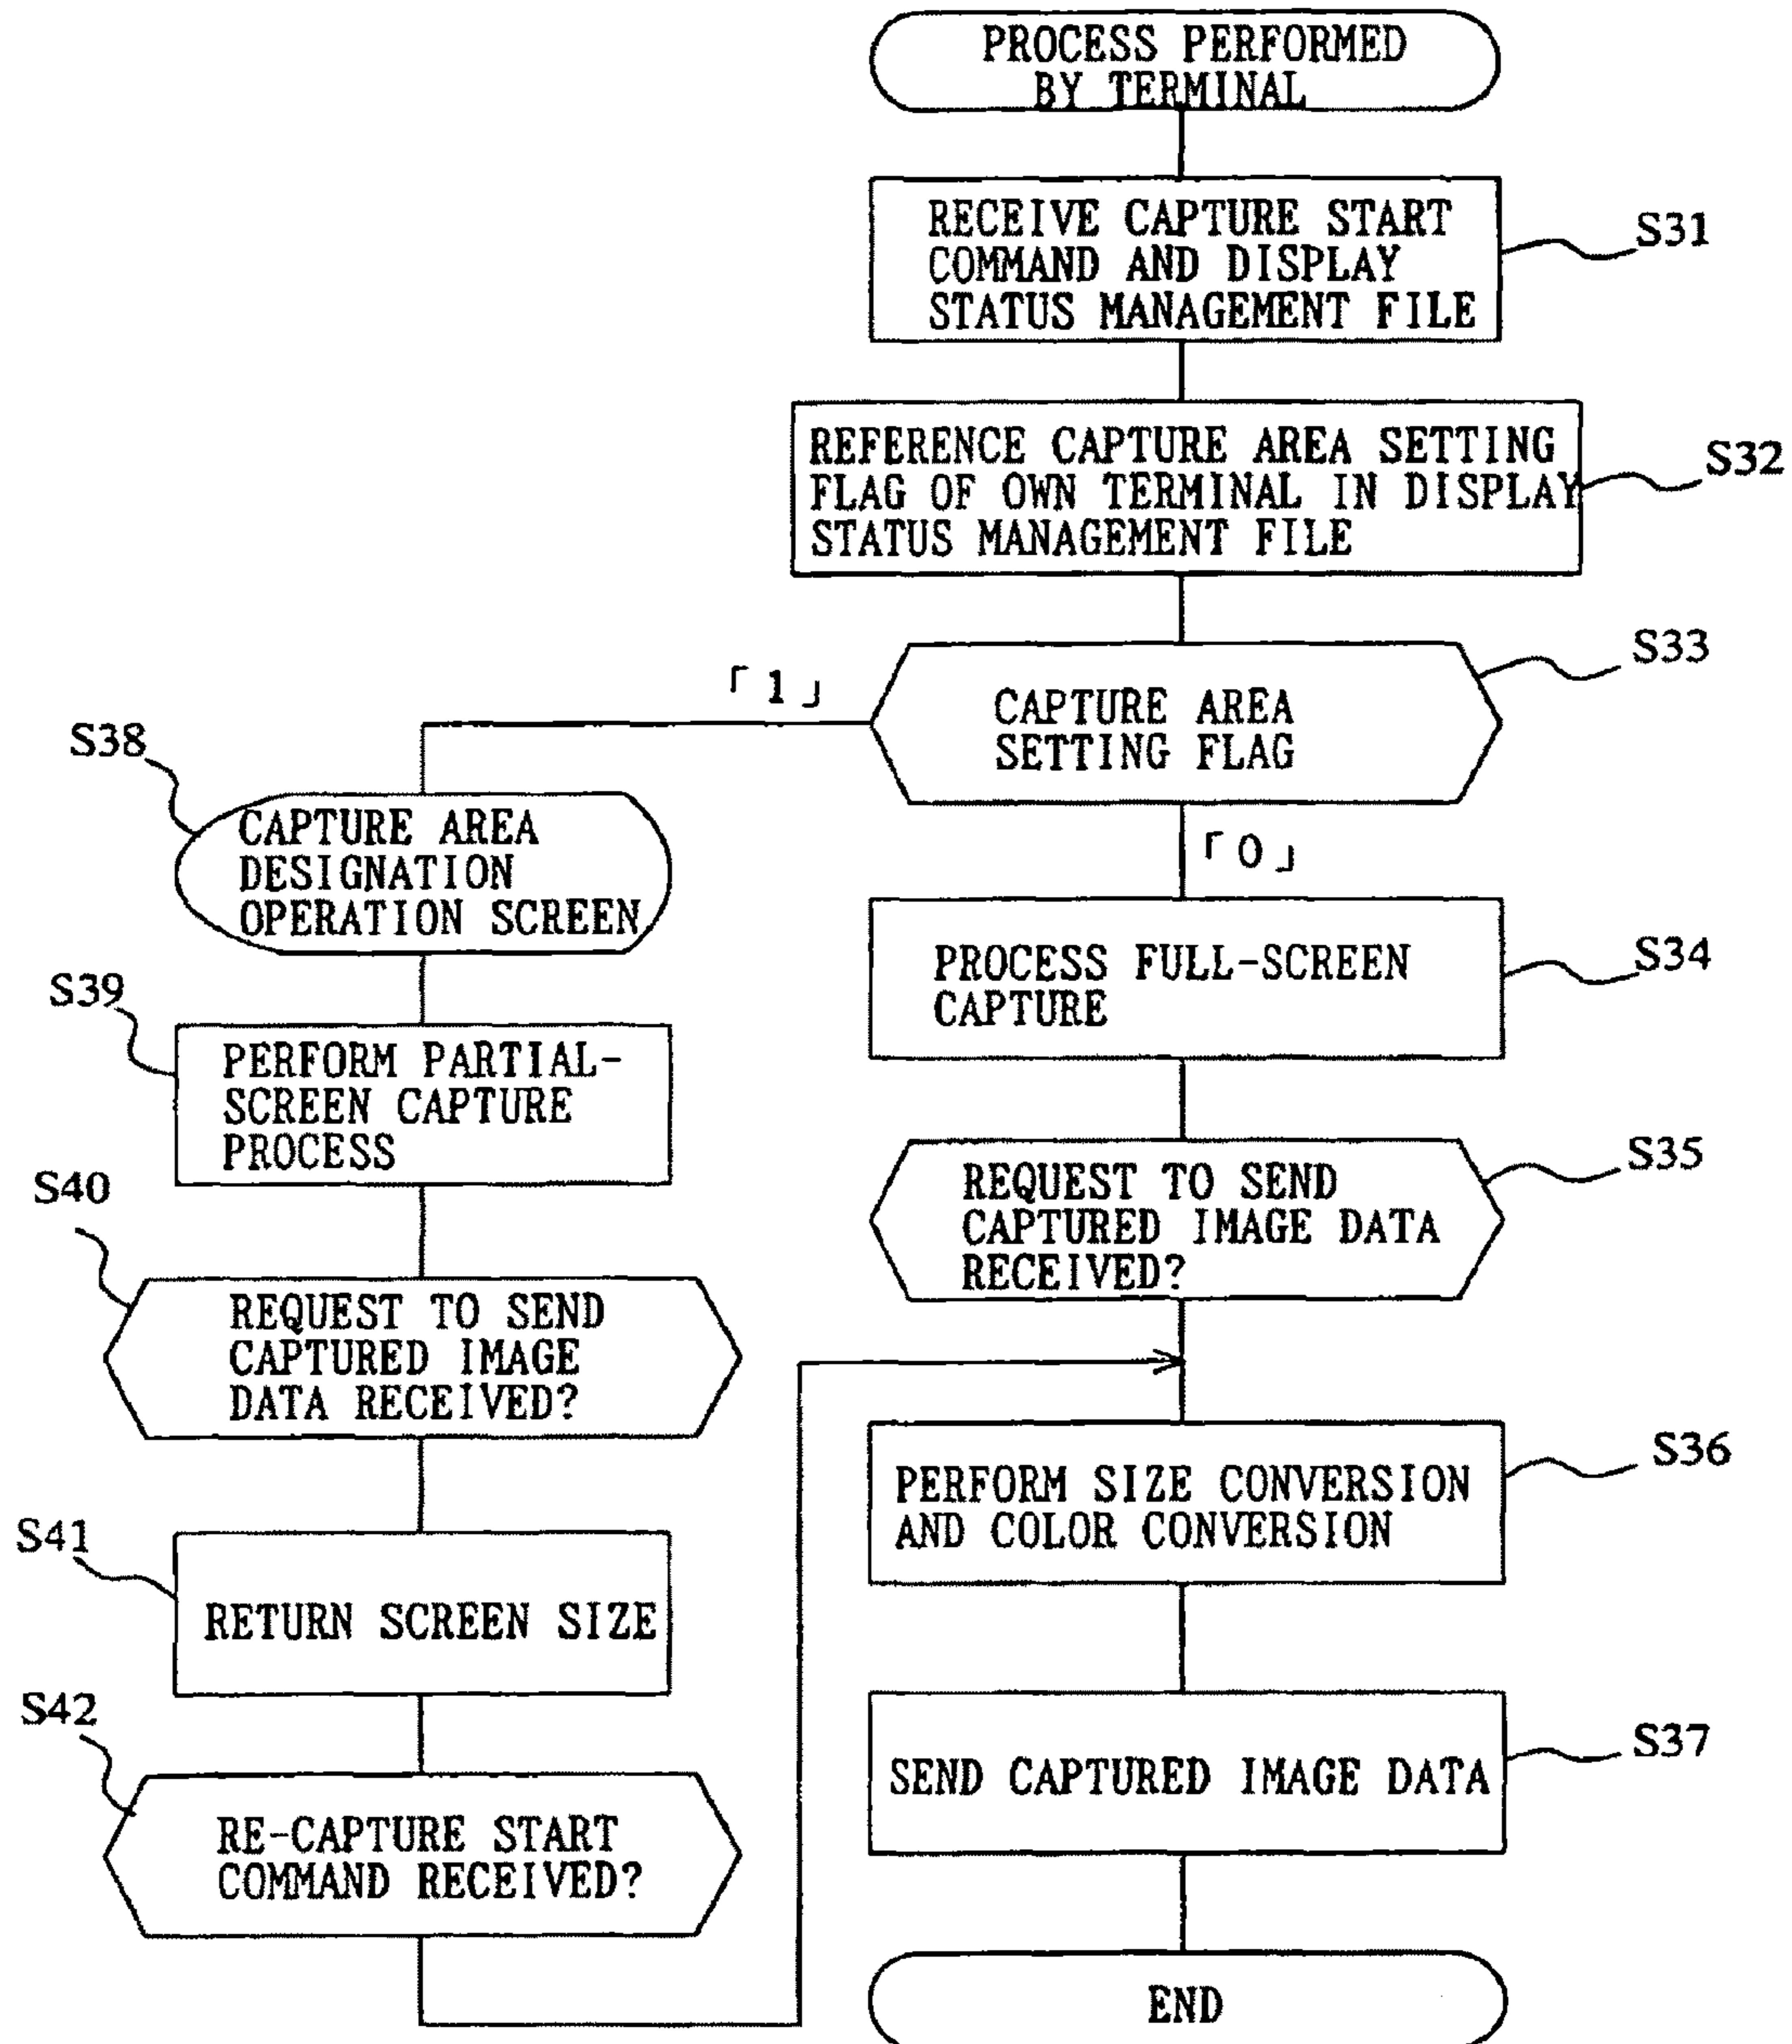 PROCESS PERFORMED
BY TERMINAL
RECEIVE CAPTURE START
COMMAND AND DISPLAY
STATUS MANAGEMENT FILE
S31
REFERENCE CAPTURE AREA SETTING
FLAG OF OWN TERMINAL IN DISPLAY
STATUS MANAGEMENT FILE
S32
CAPTURE AREA
SETTING FLAG
S33
「1」
「0」
S38
CAPTURE AREA
DESIGNATION
OPERATION SCREEN
PROCESS FULL-SCREEN
CAPTURE
S34
S39
PERFORM PARTIAL-
SCREEN CAPTURE
PROCESS
REQUEST TO SEND
CAPTURED IMAGE DATA
RECEIVED?
S35
S40
REQUEST TO SEND
CAPTURED IMAGE
DATA RECEIVED?
PERFORM SIZE CONVERSION
AND COLOR CONVERSION
S36
S41
RETURN SCREEN SIZE
SEND CAPTURED IMAGE DATA
S37
S42
RE-CAPTURE START
COMMAND RECEIVED?
END